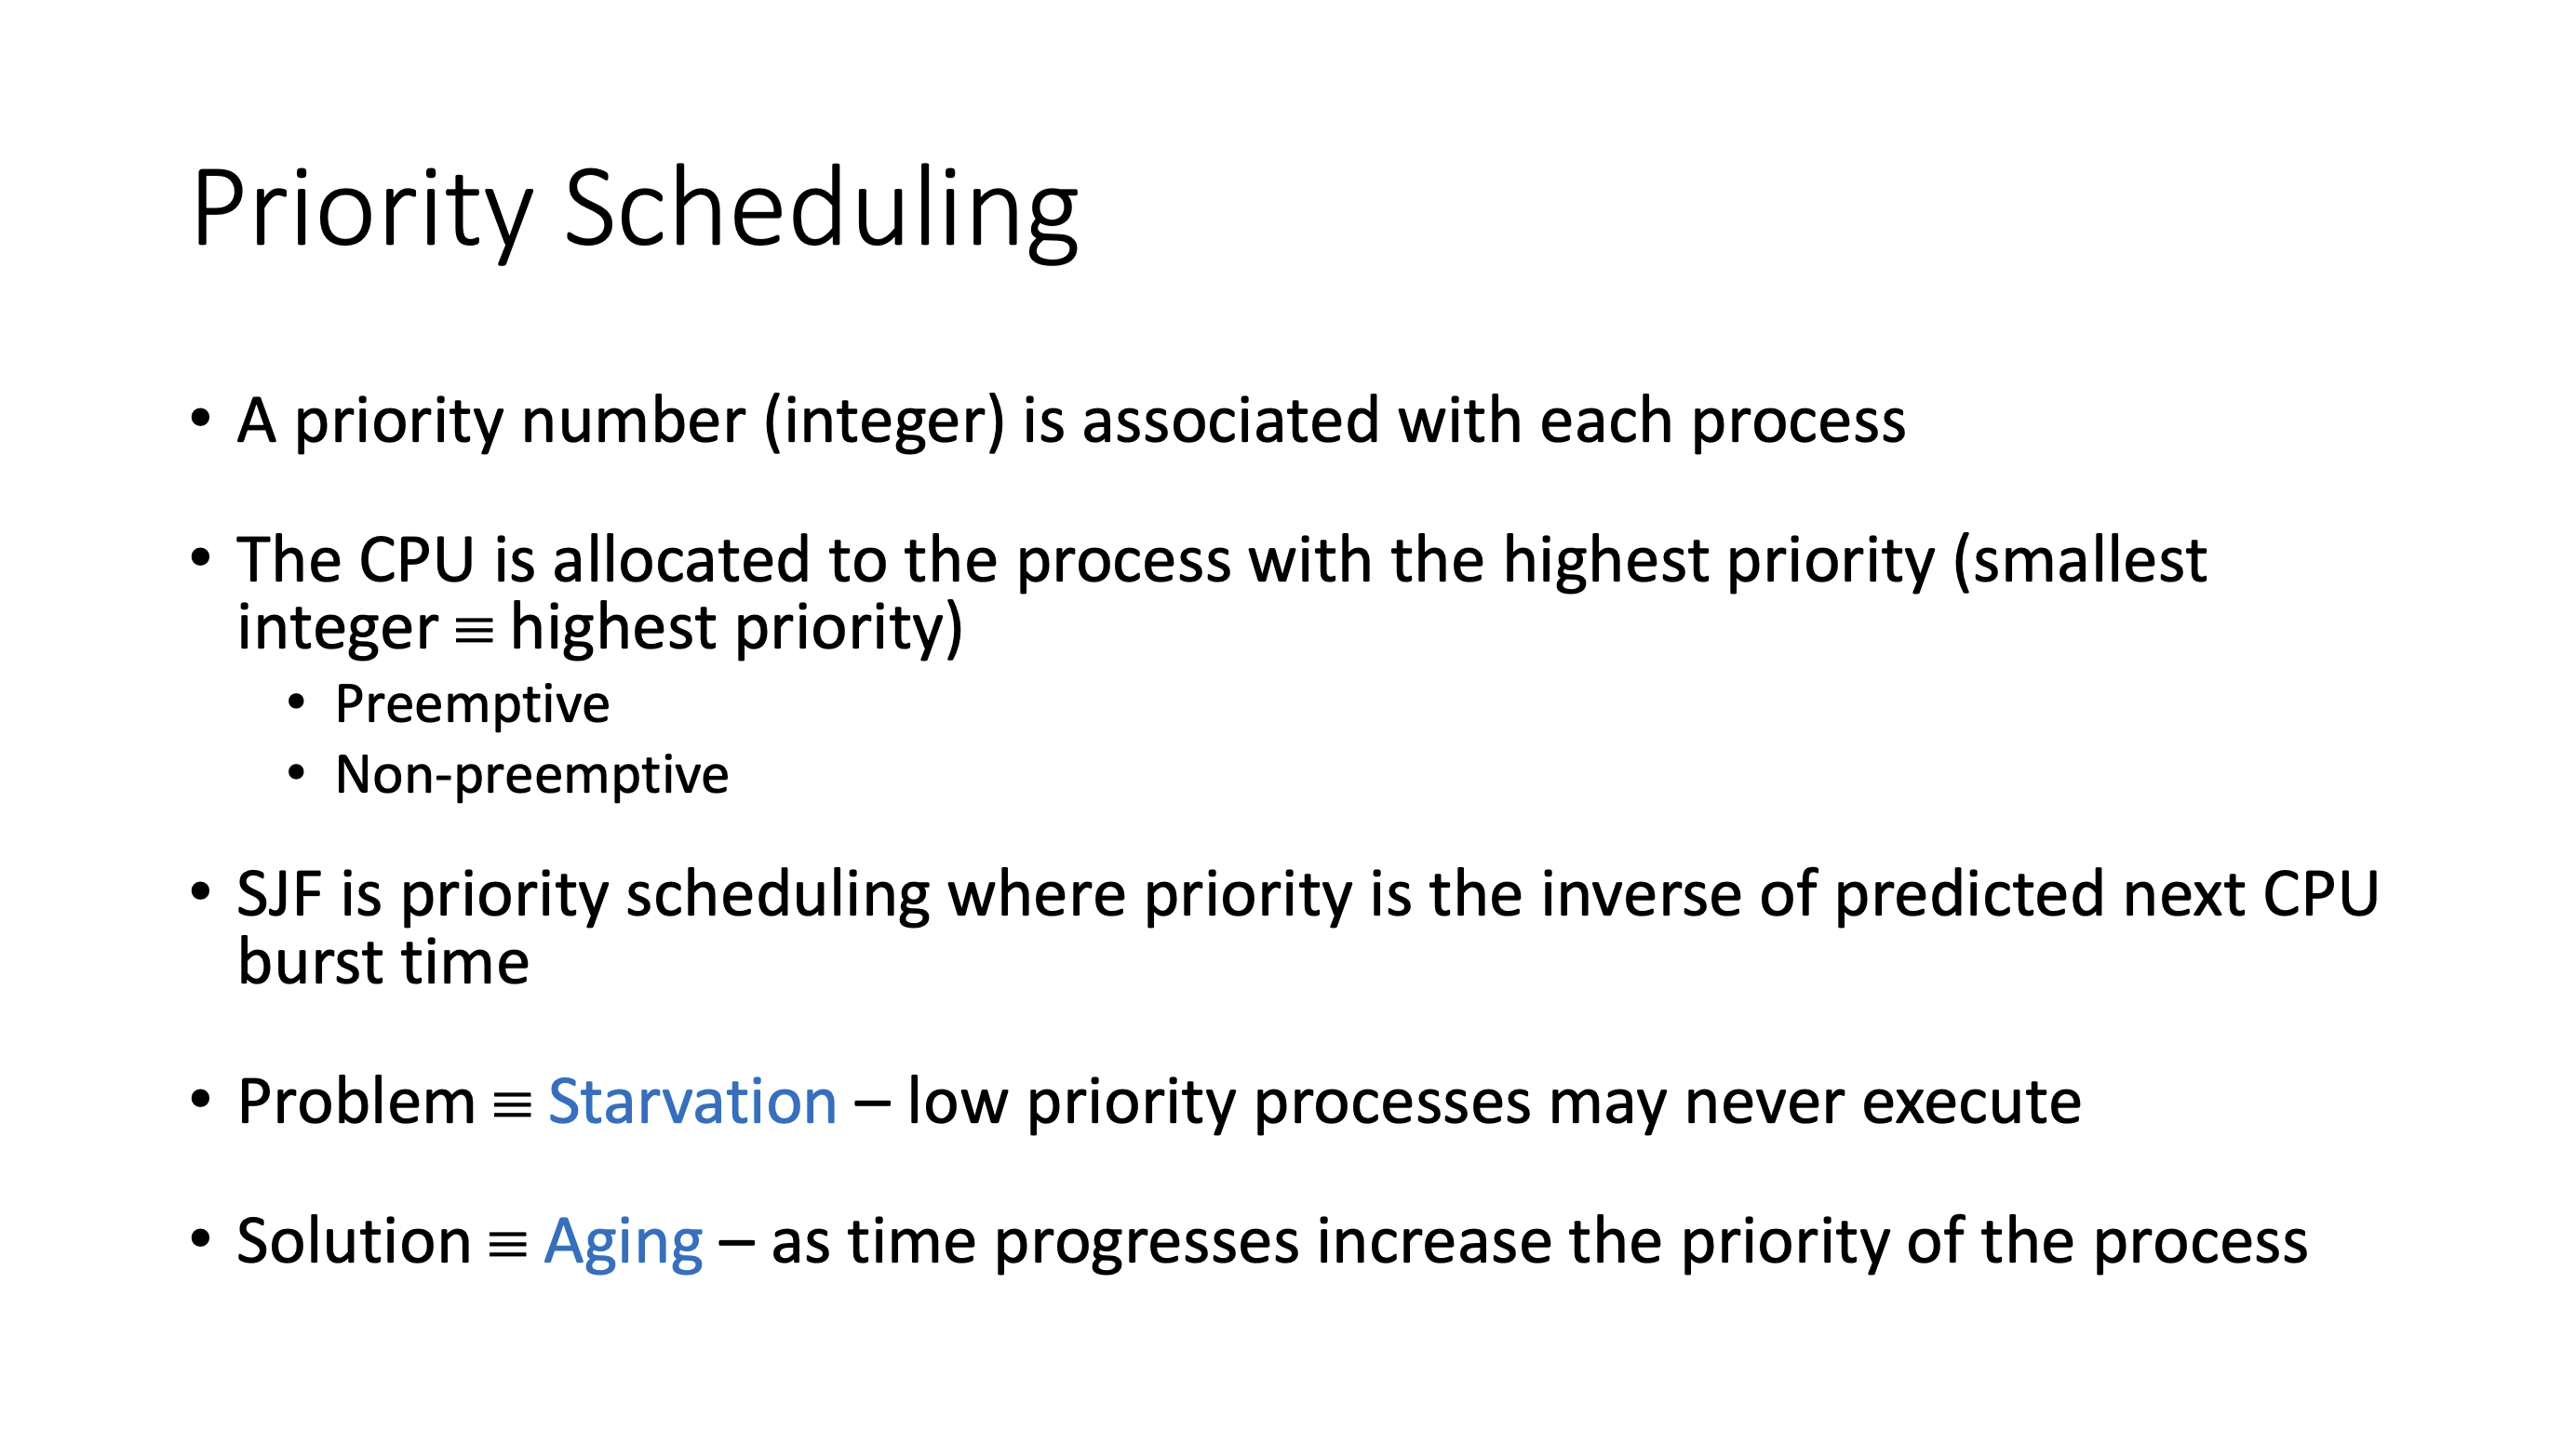 Priority Scheduling
• A priority number (integer) is associated with each process
• The CPU is allocated to the process with the highest priority (smallest
integer ≡ highest priority)
• Preemptive
• Non-preemptive
• SJF is priority scheduling where priority is the inverse of predicted next CPU
burst time
• Problem ≡ Starvation – low priority processes may never execute
• Solution ≡ Aging – as time progresses increase the priority of the process